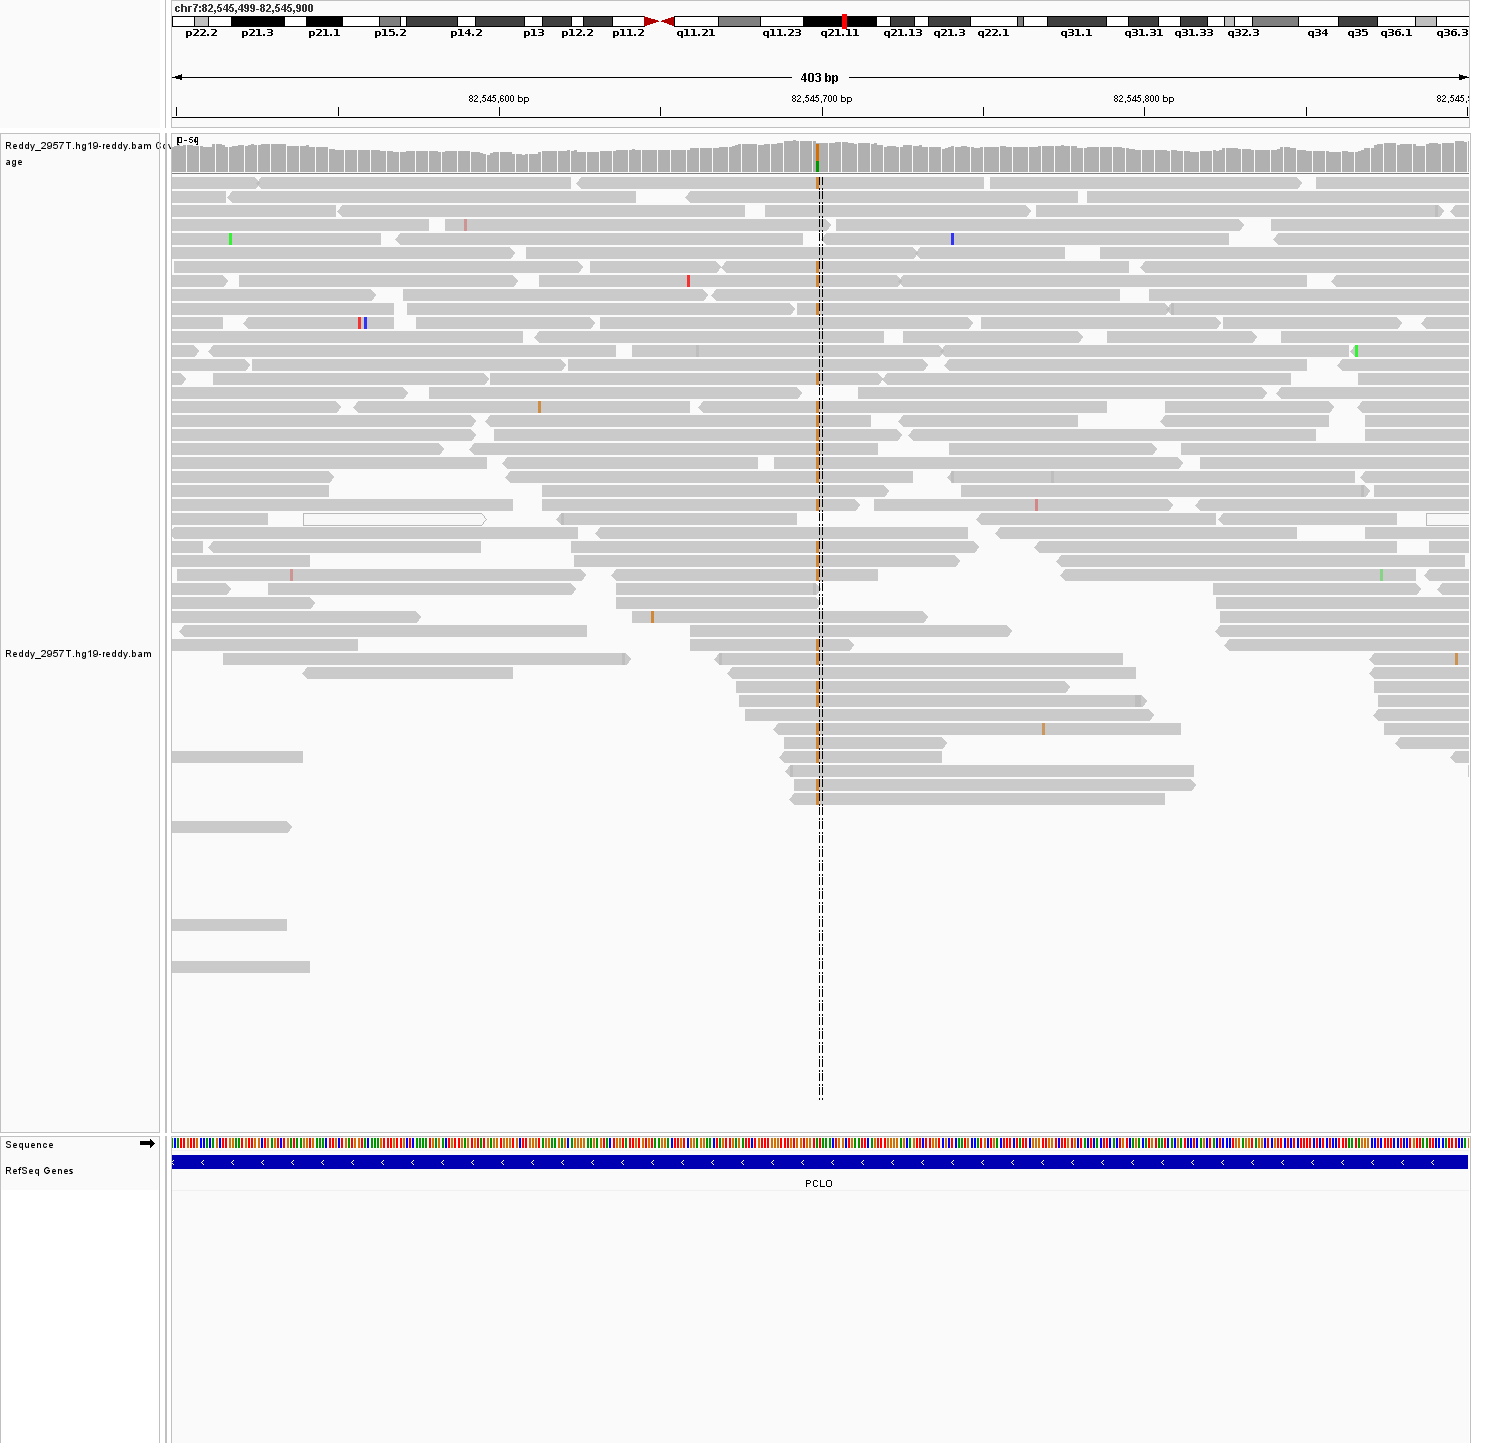 chr7:82,545,499-82,545,900
p22.2 p21.3 p21.1 p15.2 p14.2 p13 p12.2 p11.2 q11.21 q11.23 q21.11 q21.13 q21.3 q22.1 q31.1 q31.31 q31.33 q32.3 q34 q35 q36.1 q36.3
403 bp
82,545,600 bp 82,545,700 bp 82,545,800 bp 82,545,
Reddy_2957T.hg19-reddy.bam Cov
age
Reddy_2957T.hg19-reddy.bam
Sequence
RefSeq Genes
PCLO